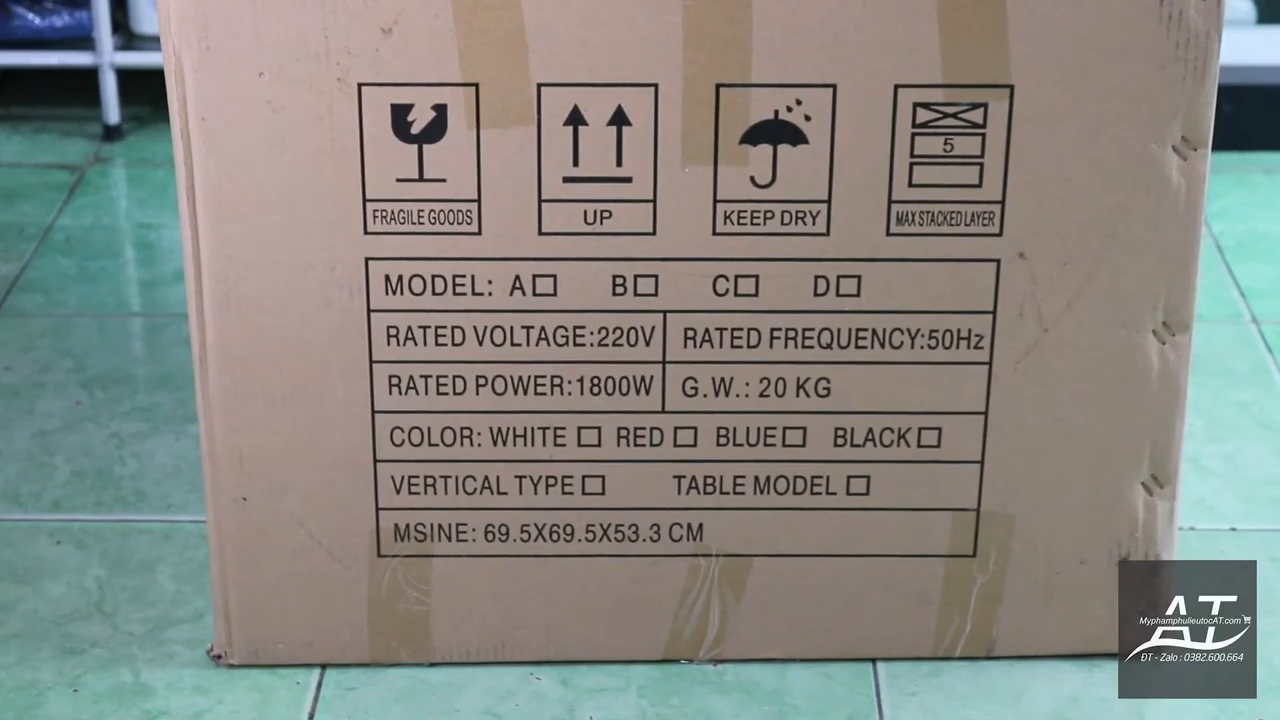 5
FRAGILE GOODS
UP
KEEP DRY
MAX STACKED LAYER
MODEL: A□ B□ C□ D□
RATED VOLTAGE:220V RATED FREQUENCY:50Hz
RATED POWER:1800W G.W.: 20 KG
COLOR: WHITE □ RED □ BLUE□ BLACK□
VERTICAL TYPE □ TABLE MODEL □
MSINE: 69.5X69.5X53.3 CM
AT
MyphamphulieutocAT.com
ĐT - Zalo : 0382.600.664